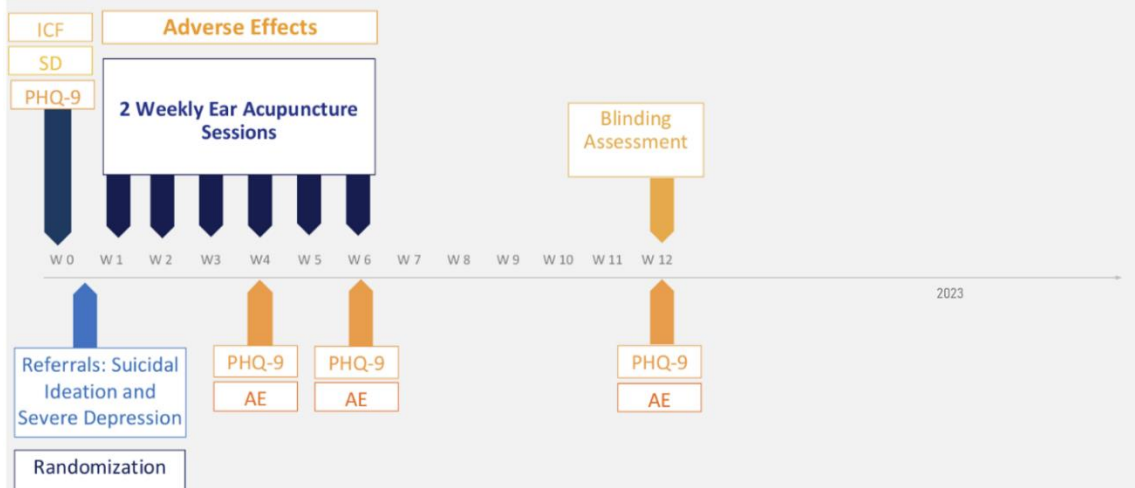 ICF
Adverse Effects
SD
PHQ-9
2 Weekly Ear Acupuncture
Sessions
Blinding
Assessment
W 0 W 1 W 2 W3 W4 W 5 W 6 W 7 W 8 W 9 W 10 W 11 W 12
2023
Referrals: Suicidal
Ideation and
Severe Depression
PHQ-9 PHQ-9 PHQ-9
AE AE AE
Randomization